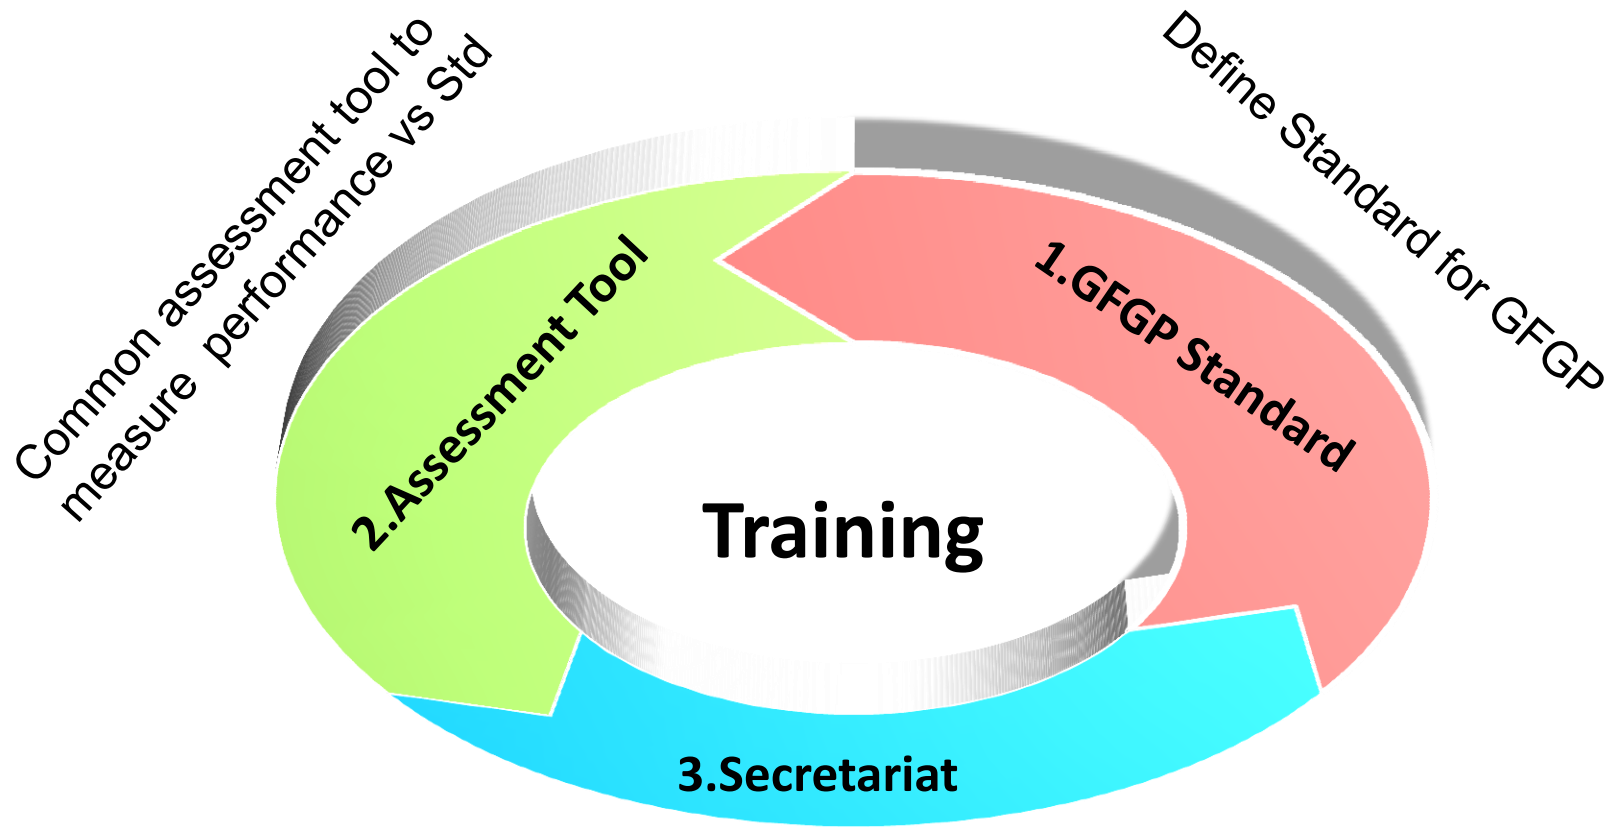 Common assessment tool to
measure  performance vs Std
Define Standard for GFGP
1.GFGP Standard
2.Assessment Tool
Training
3.Secretariat